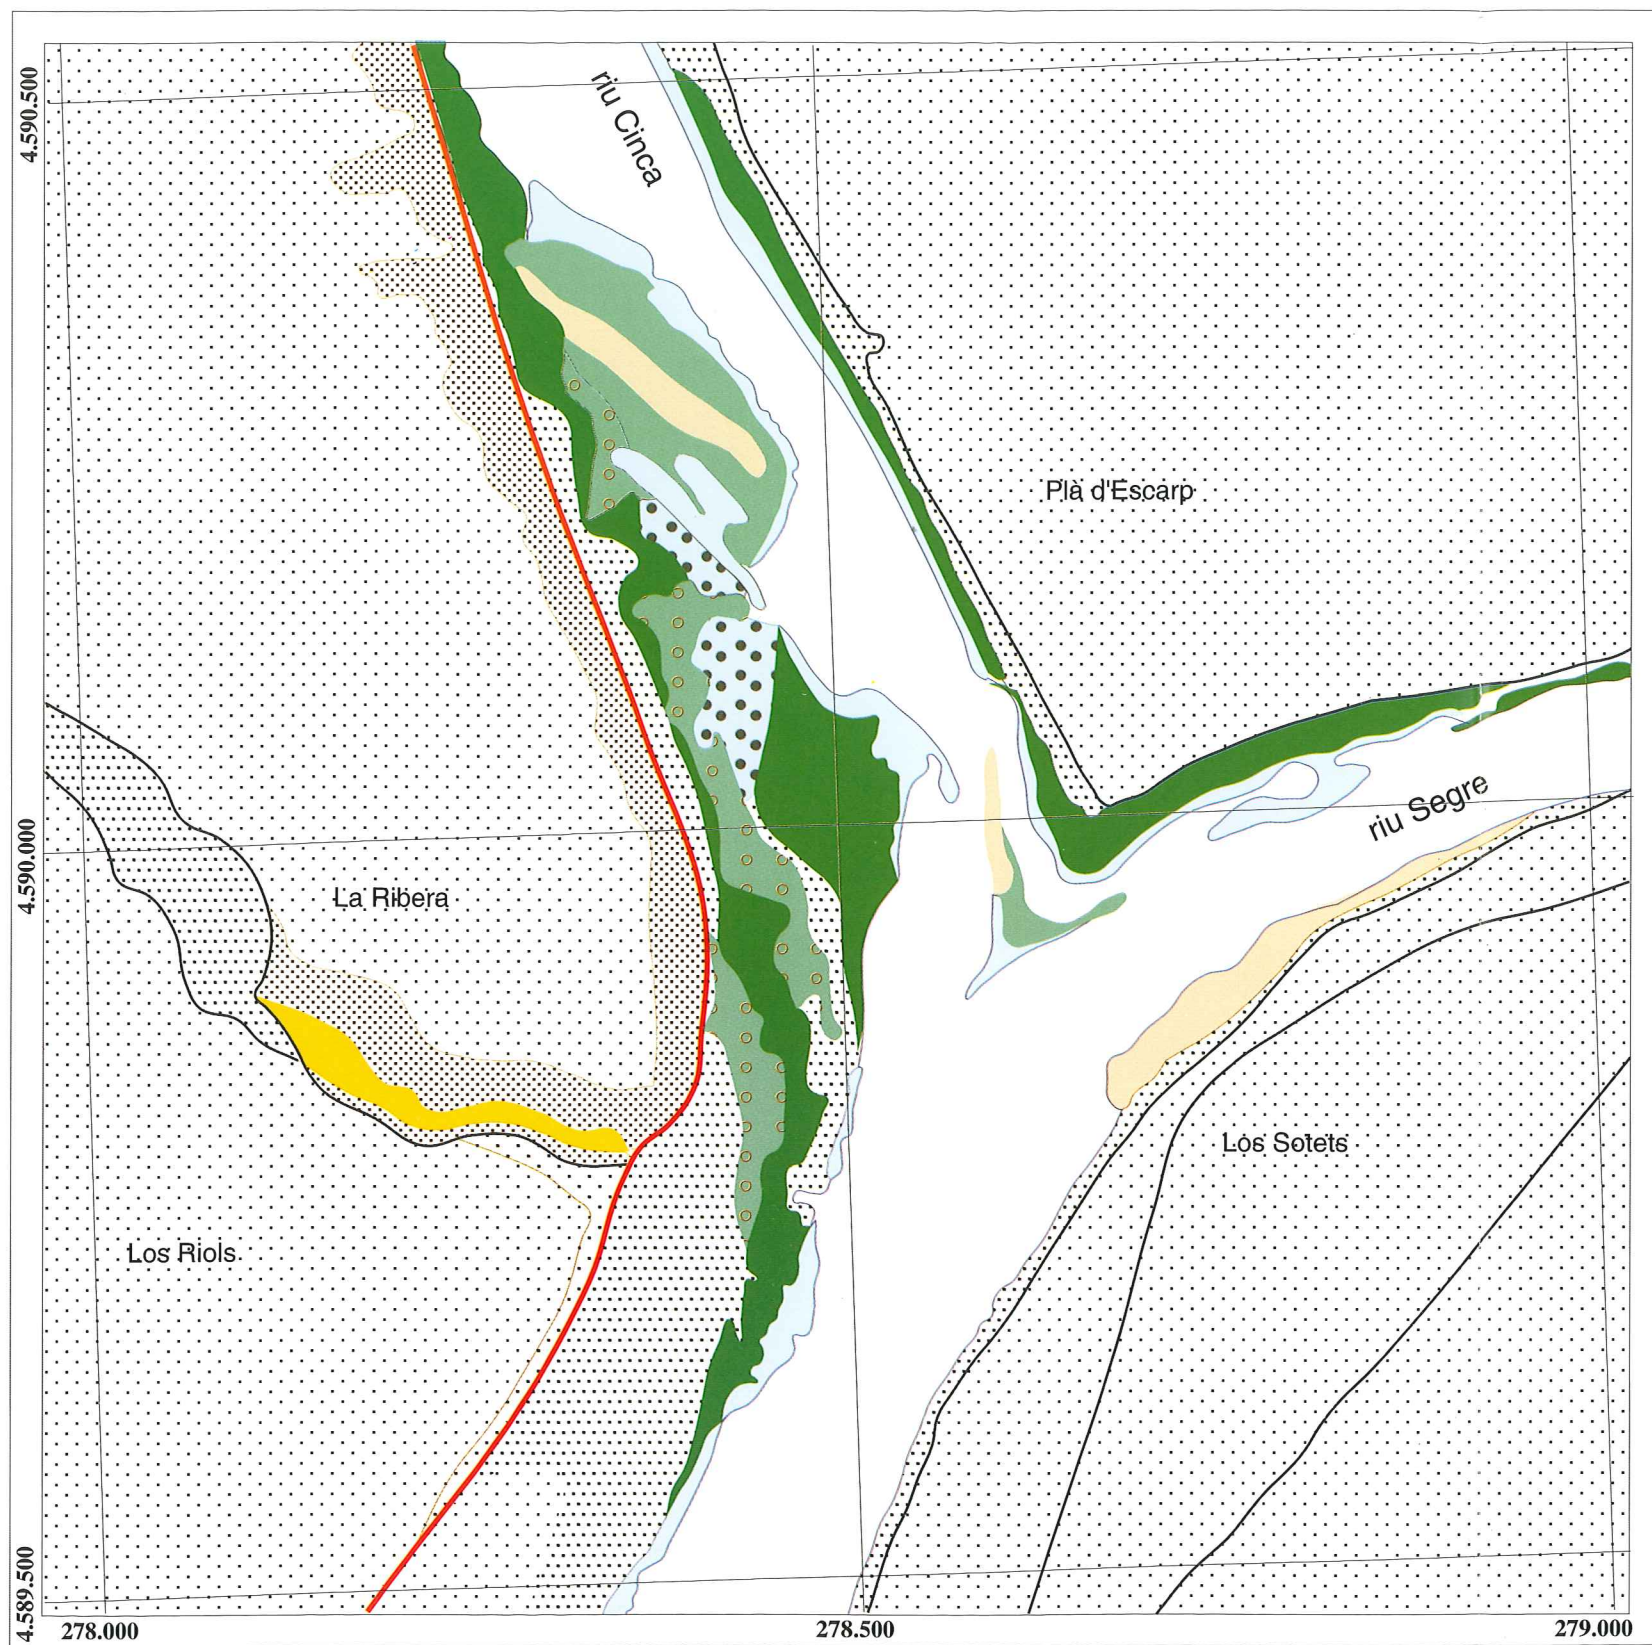 4.590.500
riu Cinca
Plà d'Escarp
4.590.000
riu Segre
La Ribera
Los Sotets
Los Riols
4.589.500
278.000
278.500
279.000